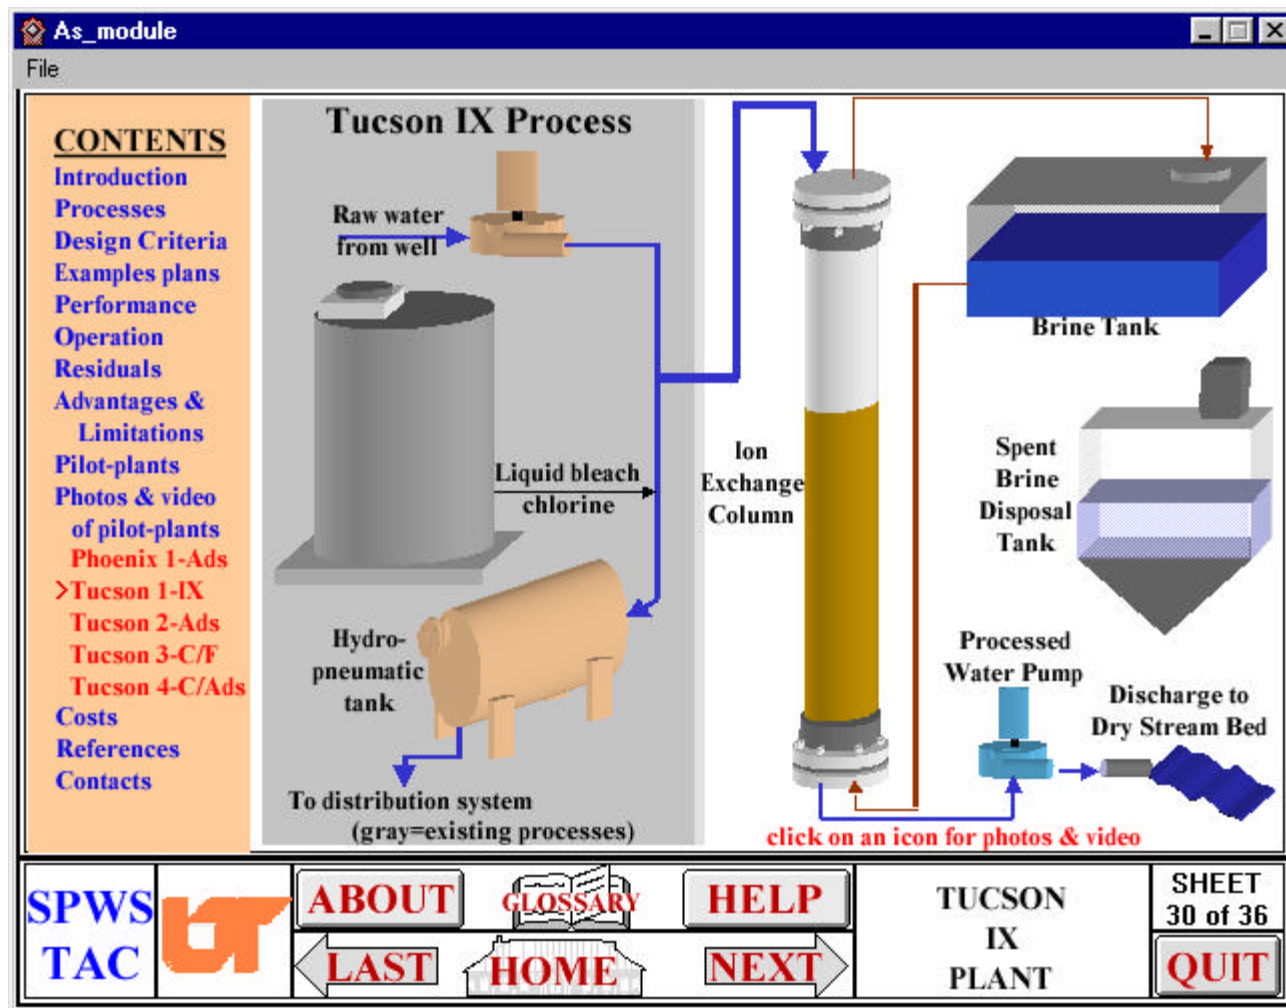 As_module
File
CONTENTS
Introduction
Processes
Design Criteria
Examples plans
Performance
Operation
Residuals
Advantages &
Limitations
Pilot-plants
Photos & video
of pilot-plants
Phoenix 1-Ads
>Tucson 1-IX
Tucson 2-Ads
Tucson 3-C/F
Tucson 4-C/Ads
Costs
References
Contacts
Tucson IX Process
Raw water
from well
Liquid bleach
chlorine
Hydro-
pneumatic
tank
To distribution system
(gray=existing processes)
Ion
Exchange
Column
Brine Tank
Spent
Brine
Disposal
Tank
Processed
Water Pump
Discharge to
Dry Stream Bed
click on an icon for photos & video
SPWS
TAC
UT
ABOUT
GLOSSARY
HELP
LAST
HOME
NEXT
TUCSON
IX
PLANT
SHEET
30 of 36
QUIT